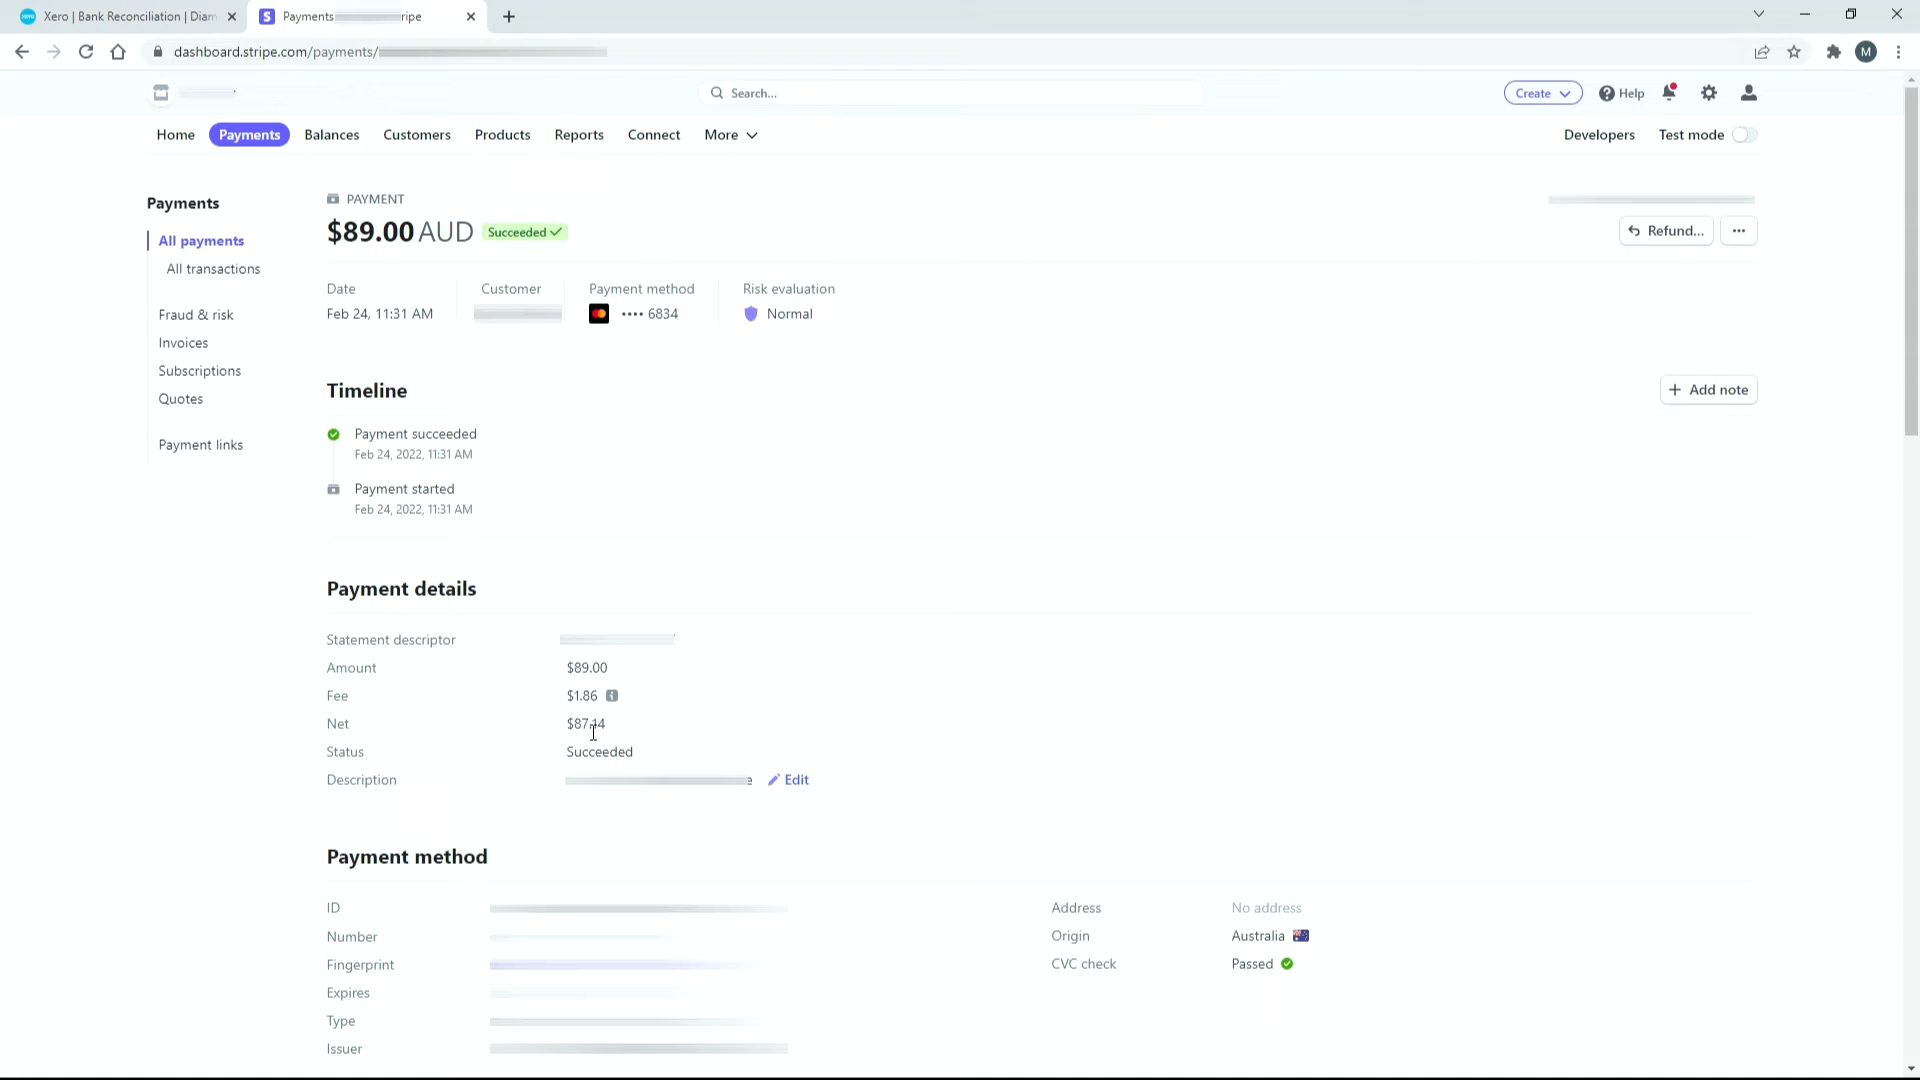 Xero | Bank Reconciliation | Diam
Payments ripe
dashboard.stripe.com/payments/
M
Search...
Create
Help
Home
Payments
Balances
Customers
Products
Reports
Connect
More
Developers
Test mode
Payments
All payments
All transactions
Fraud & risk
Invoices
Subscriptions
Quotes
Payment links
PAYMENT
$89.00 AUD Succeeded
Refund...
Date
Feb 24, 11:31 AM
Customer
Payment method
•••• 6834
Risk evaluation
Normal
Timeline
Add note
Payment succeeded
Feb 24, 2022, 11:31 AM
Payment started
Feb 24, 2022, 11:31 AM
Payment details
Statement descriptor
Amount $89.00
Fee $1.86
Net $87.14
Status Succeeded
Description Edit
Payment method
ID
Number
Fingerprint
Expires
Type
Issuer
Address No address
Origin Australia
CVC check Passed